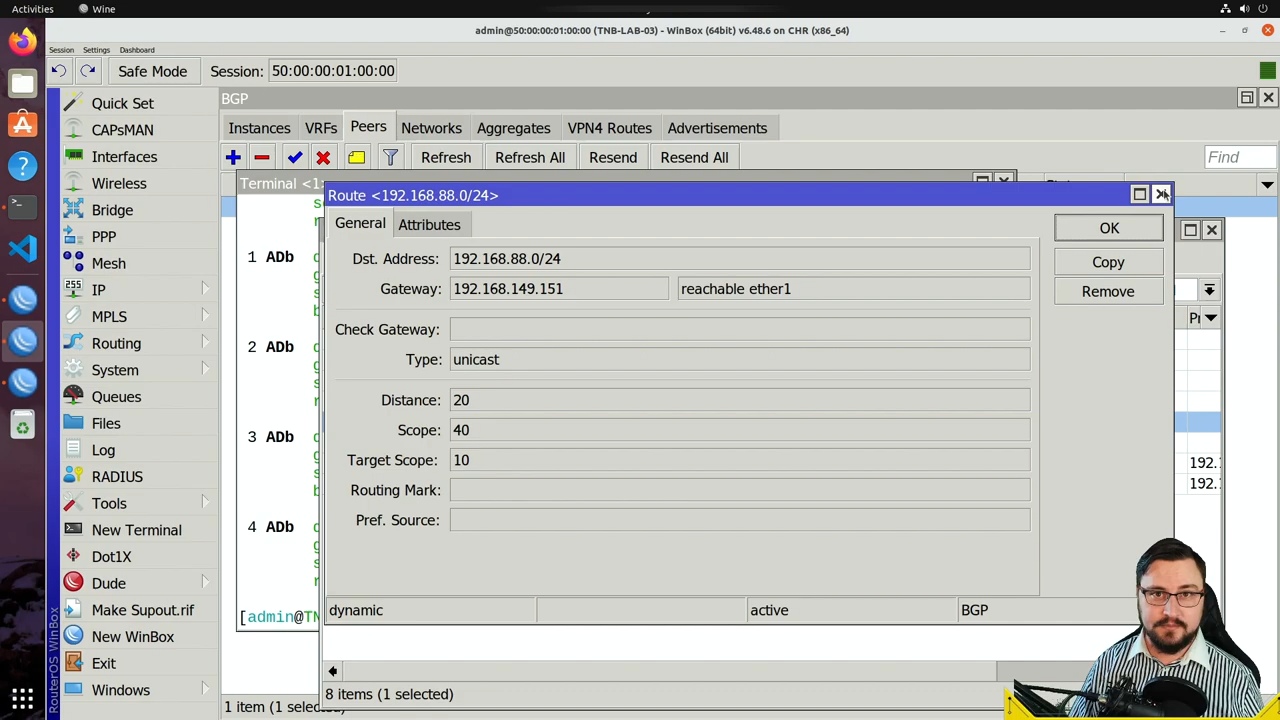 Activities
Wine
admin@50:00:00:01:00:00 (TNB-LAB-03) - WinBox (64bit) v6.48.6 on CHR (x86_64)
Session Settings Dashboard
Safe Mode Session: 50:00:00:01:00:00
Quick Set
CAPsMAN
Interfaces
Wireless
Bridge
PPP
Mesh
255
IP
MPLS
Routing
System
Queues
Files
Log
RADIUS
Tools
New Terminal
Dot1X
Dude
Make Supout.rif
New WinBox
Exit
Windows
RouterOS WinBox
BGP
Instances VRFs Peers Networks Aggregates VPN4 Routes Advertisements
Refresh Refresh All Resend Resend All Find
Terminal <1
1 ADb
2 ADb
3 ADb
4 ADb
[admin@TN
Route <192.168.88.0/24>
General Attributes
Dst. Address: 192.168.88.0/24
Gateway: 192.168.149.151 reachable ether1
Check Gateway:
Type: unicast
Distance: 20
Scope: 40
Target Scope: 10
Routing Mark:
Pref. Source:
OK
Copy
Remove
dynamic active BGP
Pr
192.
192.
8 items (1 selected)
1 item (1 selected)